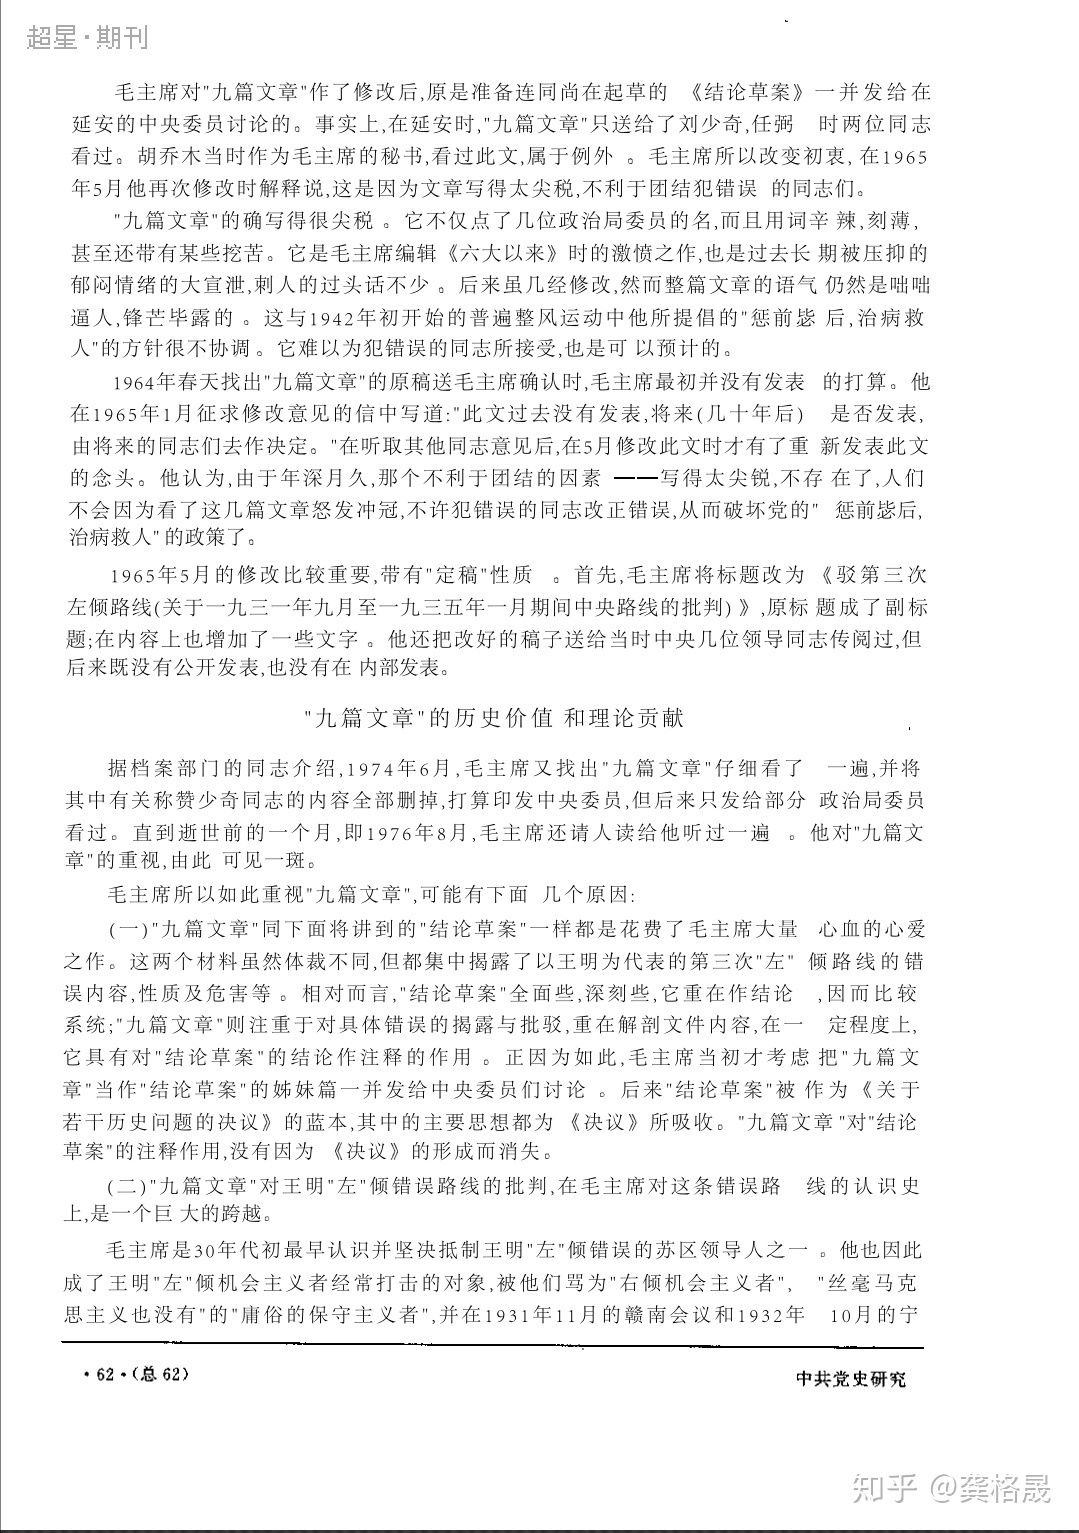 超星·期刊
毛主席对"九篇文章"作了修改后,原是准备连同尚在起草的 《结论草案》一并发给在
延安的中央委员讨论的。事实上,在延安时,"九篇文章"只送给了刘少奇,任弼 时两位同志
看过。胡乔木当时作为毛主席的秘书,看过此文,属于例外 。毛主席所以改变初衷, 在1965
年5月他再次修改时解释说,这是因为文章写得太尖税,不利于团结犯错误 的同志们。
"九篇文章"的确写得很尖税 。它不仅点了几位政治局委员的名,而且用词辛 辣,刻薄,
甚至还带有某些挖苦。它是毛主席编辑《六大以来》时的激愤之作,也是过去长 期被压抑的
郁闷情绪的大宣泄,刺人的过头话不少 。后来虽几经修改,然而整篇文章的语气 仍然是咄咄
逼人,锋芒毕露的 。这与1942年初开始的普遍整风运动中他所提倡的"惩前毖 后,治病救
人"的方针很不协调 。它难以为犯错误的同志所接受,也是可 以预计的。
1964年春天找出"九篇文章"的原稿送毛主席确认时,毛主席最初并没有发表 的打算。他
在1965年1月征求修改意见的信中写道:"此文过去没有发表,将来(几十年后) 是否发表,
由将来的同志们去作决定。"在听取其他同志意见后,在5月修改此文时才有了重 新发表此文
的念头。他认为,由于年深月久,那个不利于团结的因素 ——写得太尖锐,不存 在了,人们
不会因为看了这几篇文章怒发冲冠,不许犯错误的同志改正错误,从而破坏党的" 惩前毖后,
治病救人" 的政策了。
1965年5月的修改比较重要,带有"定稿"性质 。首先,毛主席将标题改为 《驳第三次
左倾路线(关于一九三一年九月至一九三五年一月期间中央路线的批判) 》,原标 题成了副标
题;在内容上也增加了一些文字 。他还把改好的稿子送给当时中央几位领导同志传阅过,但
后来既没有公开发表,也没有在 内部发表。
"九篇文章"的历史价值 和理论贡献
据档案部门的同志介绍,1974年6月,毛主席又找出"九篇文章"仔细看了 一遍,并将
其中有关称赞少奇同志的内容全部删掉,打算印发中央委员,但后来只发给部分 政治局委员
看过。直到逝世前的一个月,即1976年8月,毛主席还请人读给他听过一遍 。他对"九篇文
章"的重视,由此 可见一斑。
毛主席所以如此重视"九篇文章",可能有下面 几个原因:
(一)"九篇文章"同下面将讲到的"结论草案"一样都是花费了毛主席大量 心血的心爱
之作。这两个材料虽然体裁不同,但都集中揭露了以王明为代表的第三次"左" 倾路线的错
误内容,性质及危害等 。相对而言,"结论草案"全面些,深刻些,它重在作结论 ,因而比较
系统;"九篇文章"则注重于对具体错误的揭露与批驳,重在解剖文件内容,在一 定程度上,
它具有对"结论草案"的结论作注释的作用 。正因为如此,毛主席当初才考虑 把"九篇文
章"当作"结论草案"的姊妹篇一并发给中央委员们讨论 。后来"结论草案"被 作为《关于
若干历史问题的决议》的蓝本,其中的主要思想都为 《决议》所吸收。"九篇文章 "对"结论
草案"的注释作用,没有因为 《决议》的形成而消失。
(二)"九篇文章"对王明"左"倾错误路线的批判,在毛主席对这条错误路 线的认识史
上,是一个巨 大的跨越。
毛主席是30年代初最早认识并坚决抵制王明"左"倾错误的苏区领导人之一 。他也因此
成了王明"左"倾机会主义者经常打击的对象,被他们骂为"右倾机会主义者", "丝毫马克
思主义也没有"的"庸俗的保守主义者",并在1931年11月的赣南会议和1932年 10月的宁
·62·(总62)
中共党史研究
知乎 @龚格晟